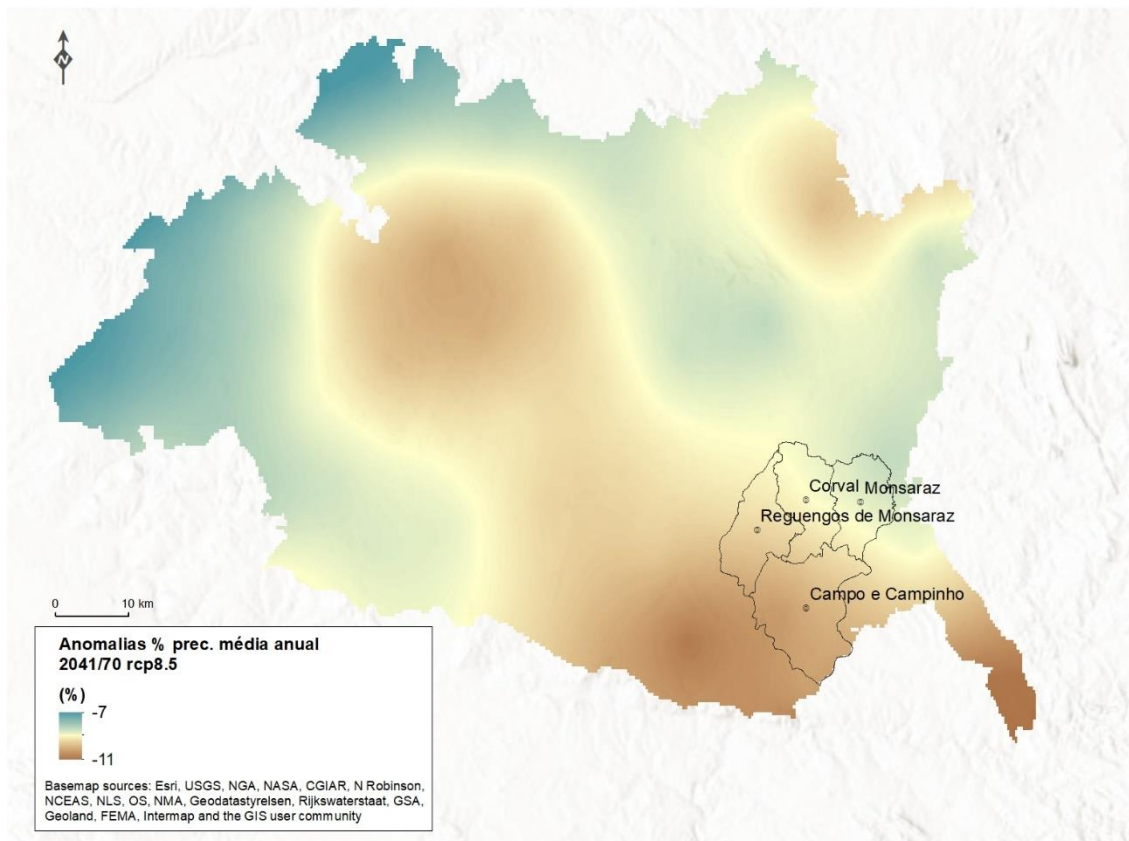 N
Corval Monsaraz
Reguengos de Monsaraz
Campo e Campinho
0 10 km
Anomalias % prec. média anual
2041/70 rcp8.5
(%)
-7
-11
Basemap sources: Esri, USGS, NGA, NASA, CGIAR, N Robinson,
NCEAS, NLS, OS, NMA, Geodatastyrelsen, Rijkswaterstaat, GSA,
Geoland, FEMA, Intermap and the GIS user community